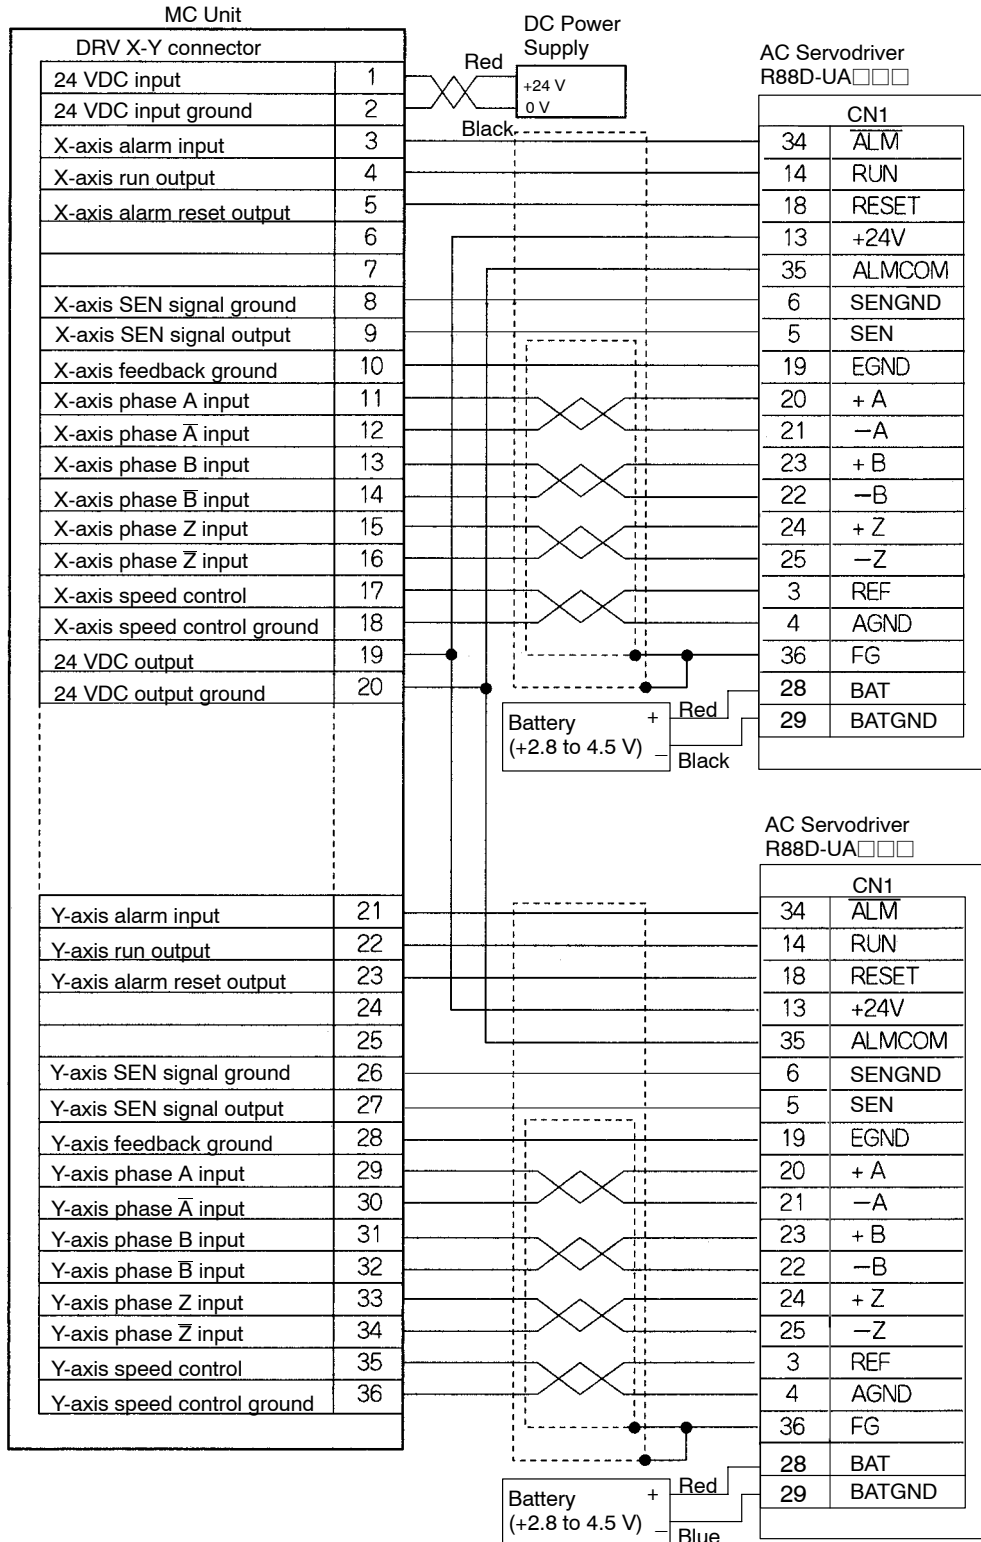 MC Unit
DRV X-Y connector
DC Power
Supply
Red
+24 V
0 V
Black
AC Servodriver
R88D-UA□□□
CN1
24 VDC input 1
24 VDC input ground 2
X-axis alarm input 3 34 A̅L̅M̅
X-axis run output 4 14 RUN
X-axis alarm reset output 5 18 RESET
6 13 +24V
7 35 ALMCOM
X-axis SEN signal ground 8 6 SENGND
X-axis SEN signal output 9 5 SEN
X-axis feedback ground 10 19 EGND
X-axis phase A input 11 20 + A
X-axis phase A̅ input 12 21 −A
X-axis phase B input 13 23 + B
X-axis phase B̅ input 14 22 −B
X-axis phase Z input 15 24 + Z
X-axis phase Z̅ input 16 25 −Z
X-axis speed control 17 3 REF
X-axis speed control ground 18 4 AGND
24 VDC output 19 36 FG
24 VDC output ground 20 28 BAT
29 BATGND
Battery + Red
(+2.8 to 4.5 V) − Black
AC Servodriver
R88D-UA□□□
CN1
Y-axis alarm input 21 34 A̅L̅M̅
Y-axis run output 22 14 RUN
Y-axis alarm reset output 23 18 RESET
24 13 +24V
25 35 ALMCOM
Y-axis SEN signal ground 26 6 SENGND
Y-axis SEN signal output 27 5 SEN
Y-axis feedback ground 28 19 EGND
Y-axis phase A input 29 20 + A
Y-axis phase A̅ input 30 21 −A
Y-axis phase B input 31 23 + B
Y-axis phase B̅ input 32 22 −B
Y-axis phase Z input 33 24 + Z
Y-axis phase Z̅ input 34 25 −Z
Y-axis speed control 35 3 REF
Y-axis speed control ground 36 4 AGND
36 FG
28 BAT
29 BATGND
Battery + Red
(+2.8 to 4.5 V) − Blue